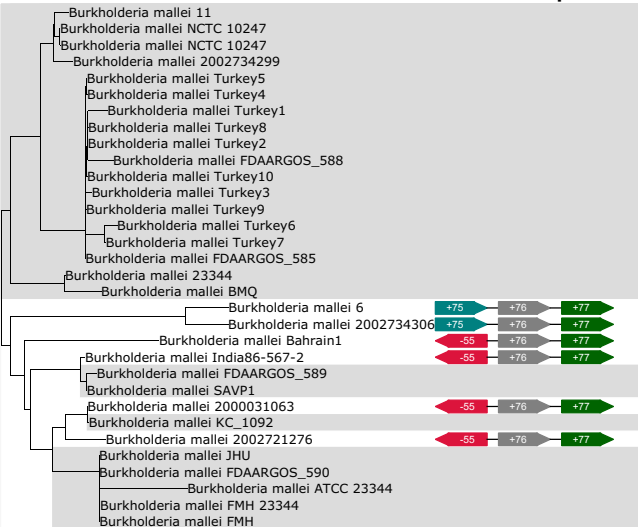 Burkholderia mallei 11
Burkholderia mallei NCTC 10247
Burkholderia mallei NCTC 10247
Burkholderia mallei 2002734299
Burkholderia mallei Turkey5
Burkholderia mallei Turkey4
Burkholderia mallei Turkey1
Burkholderia mallei Turkey8
Burkholderia mallei Turkey2
Burkholderia mallei FDAARGOS_588
Burkholderia mallei Turkey10
Burkholderia mallei Turkey3
Burkholderia mallei Turkey9
Burkholderia mallei Turkey6
Burkholderia mallei Turkey7
Burkholderia mallei FDAARGOS_585
Burkholderia mallei 23344
Burkholderia mallei BMQ
Burkholderia mallei 6 +75 +76 +77
Burkholderia mallei 2002734306 +75 +76 +77
Burkholderia mallei Bahrain1 -55 +76 +77
Burkholderia mallei India86-567-2 -55 +76 +77
Burkholderia mallei FDAARGOS_589
Burkholderia mallei SAVP1
Burkholderia mallei 2000031063 -55 +76 +77
Burkholderia mallei KC_1092
Burkholderia mallei 2002721276 -55 +76 +77
Burkholderia mallei JHU
Burkholderia mallei FDAARGOS_590
Burkholderia mallei ATCC 23344
Burkholderia mallei FMH 23344
Burkholderia mallei FMH